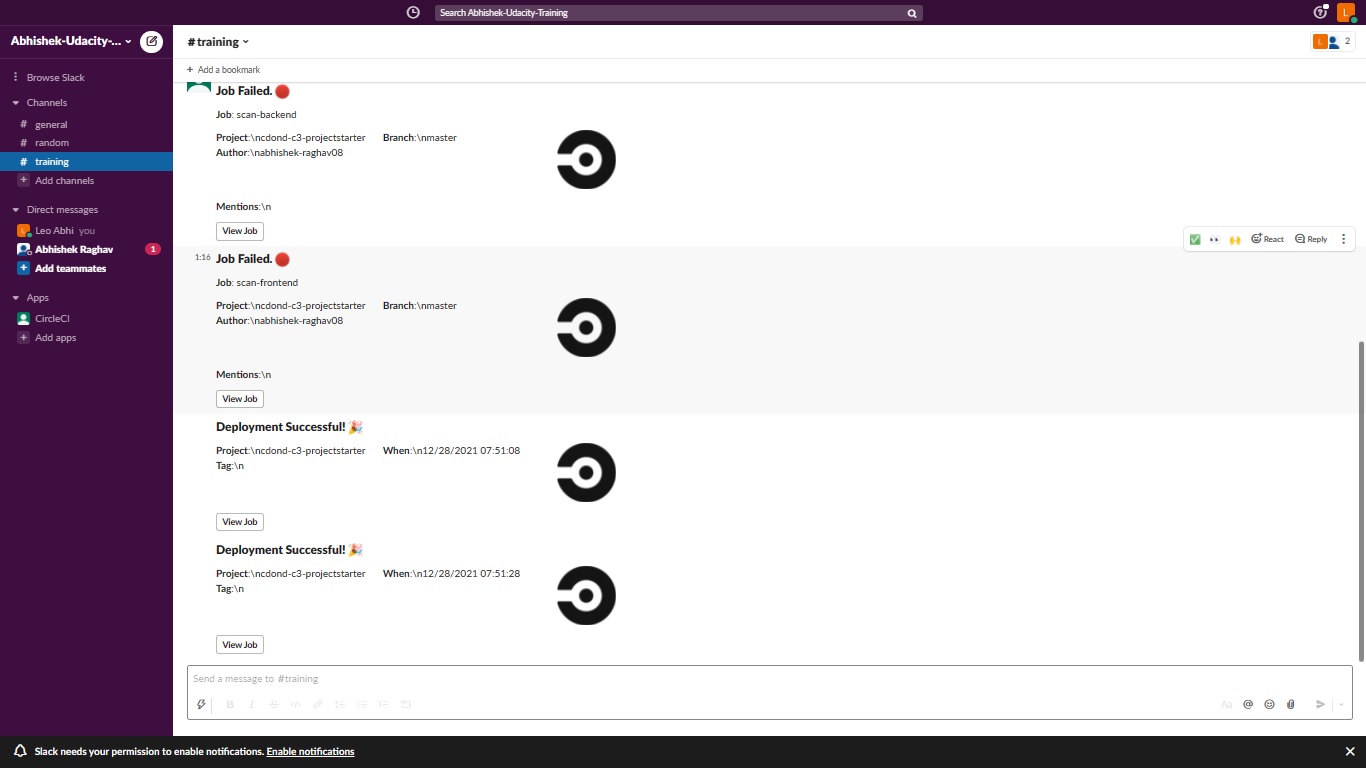 Search Abhishek-Udacity-Training
L
Abhishek-Udacity-...
# training
L 2
Browse Slack
+ Add a bookmark
Channels
# general
# random
# training
+ Add channels
Direct messages
L Leo Abhi you
Abhishek Raghav 1
+ Add teammates
Apps
CircleCI
+ Add apps
Job Failed.
Job: scan-backend
Project:\ncdond-c3-projectstarter Branch:\nmaster
Author:\nabhishek-raghav08
Mentions:\n
View Job
React Reply
1:16 Job Failed.
Job: scan-frontend
Project:\ncdond-c3-projectstarter Branch:\nmaster
Author:\nabhishek-raghav08
Mentions:\n
View Job
Deployment Successful! 🎉
Project:\ncdond-c3-projectstarter When:\n12/28/2021 07:51:08
Tag:\n
View Job
Deployment Successful! 🎉
Project:\ncdond-c3-projectstarter When:\n12/28/2021 07:51:28
Tag:\n
View Job
Send a message to #training
B I S </> Aa @
Slack needs your permission to enable notifications. Enable notifications